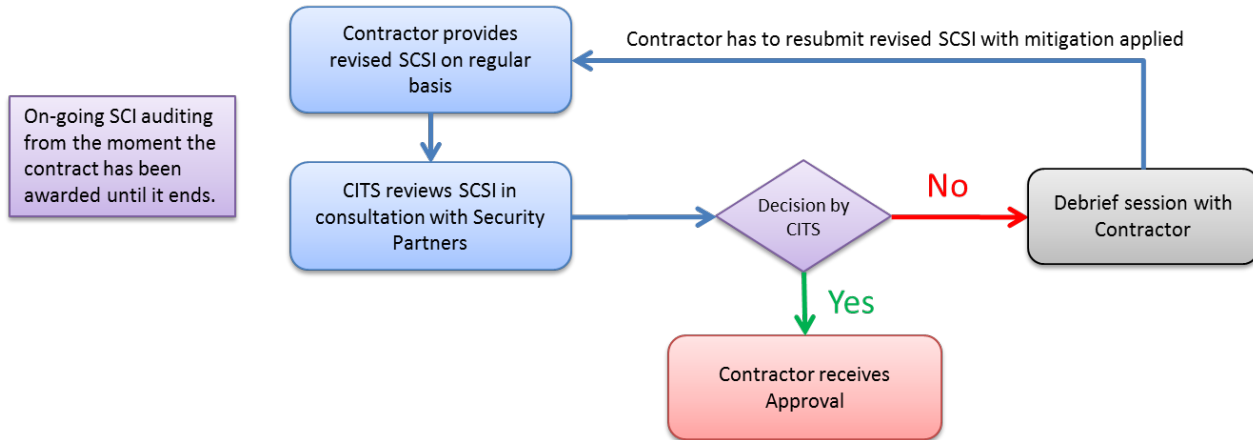 Contractor provides
revised SCSI on regular
basis
Contractor has to resubmit revised SCSI with mitigation applied
On-going SCI auditing
from the moment the
contract has been
awarded until it ends.
CITS reviews SCSI in
consultation with Security
Partners
Decision by
CITS
No
Debrief session with
Contractor
Yes
Contractor receives
Approval